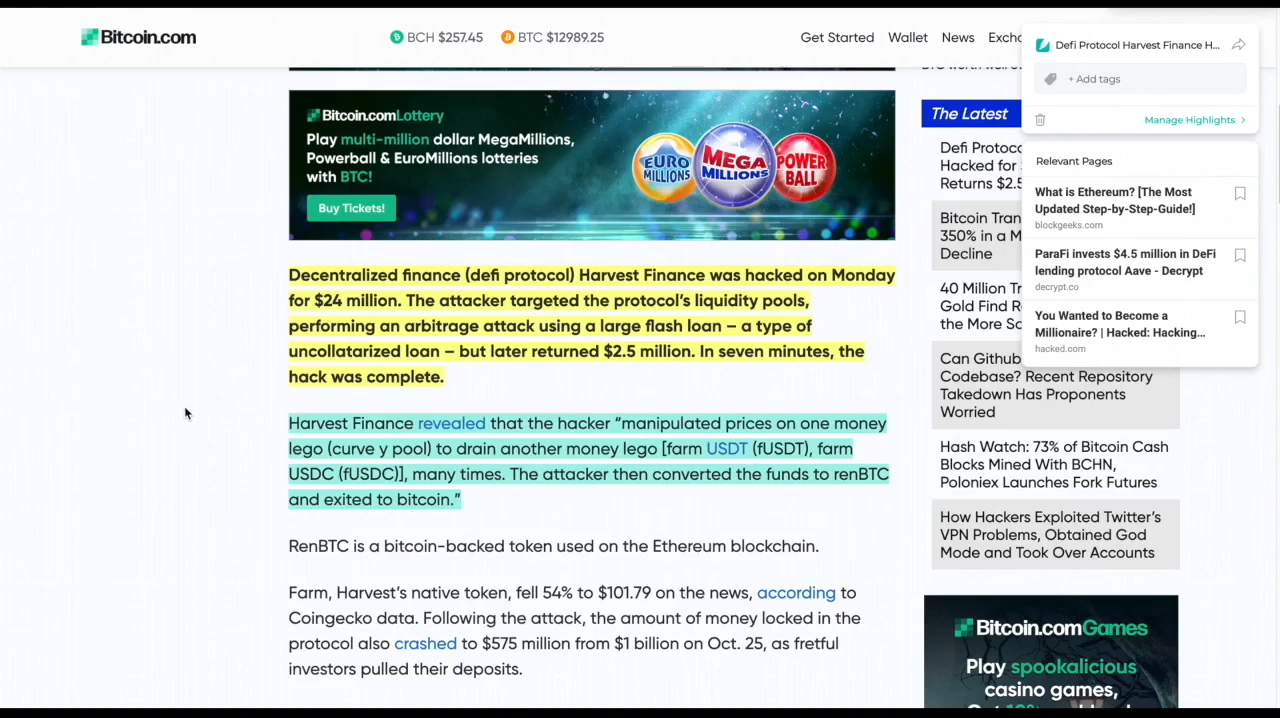 Bitcoin.com
BCH $257.45 BTC $12989.25
Get Started Wallet News
Bitcoin.comLottery
Play multi-million dollar MegaMillions,
Powerball & EuroMillions lotteries
with BTC!
Buy Tickets!
EURO
MILLIONS
MEGA
MILLIONS
POWER
BALL
Decentralized finance (defi protocol) Harvest Finance was hacked on Monday
for $24 million. The attacker targeted the protocol's liquidity pools,
performing an arbitrage attack using a large flash loan – a type of
uncollatarized loan – but later returned $2.5 million. In seven minutes, the
hack was complete.
Harvest Finance revealed that the hacker “manipulated prices on one money
lego (curve y pool) to drain another money lego [farm USDT (fUSDT), farm
USDC (fUSDC)], many times. The attacker then converted the funds to renBTC
and exited to bitcoin.”
RenBTC is a bitcoin-backed token used on the Ethereum blockchain.
Farm, Harvest's native token, fell 54% to $101.79 on the news, according to
Coingecko data. Following the attack, the amount of money locked in the
protocol also crashed to $575 million from $1 billion on Oct. 25, as fretful
investors pulled their deposits.
The Latest
Defi
Hacked for
Returns
Bitcoin
350% in a
Decline
40 Million
Gold Find
the More
Can Github
Codebase? Recent Repository
Takedown Has Proponents
Worried
Hash Watch: 73% of Bitcoin Cash
Blocks Mined With BCHN,
Poloniex Launches Fork Futures
How Hackers Exploited Twitter's
VPN Problems, Obtained God
Mode and Took Over Accounts
Bitcoin.comGames
Play spookalicious
casino games,
Defi Protocol Harvest Finance H...
+ Add tags
Manage Highlights >
Relevant Pages
What is Ethereum? [The Most
Updated Step-by-Step-Guide!]
blockgeeks.com
ParaFi invests $4.5 million in DeFi
lending protocol Aave - Decrypt
decrypt.co
You Wanted to Become a
Millionaire? | Hacked: Hacking...
hacked.com